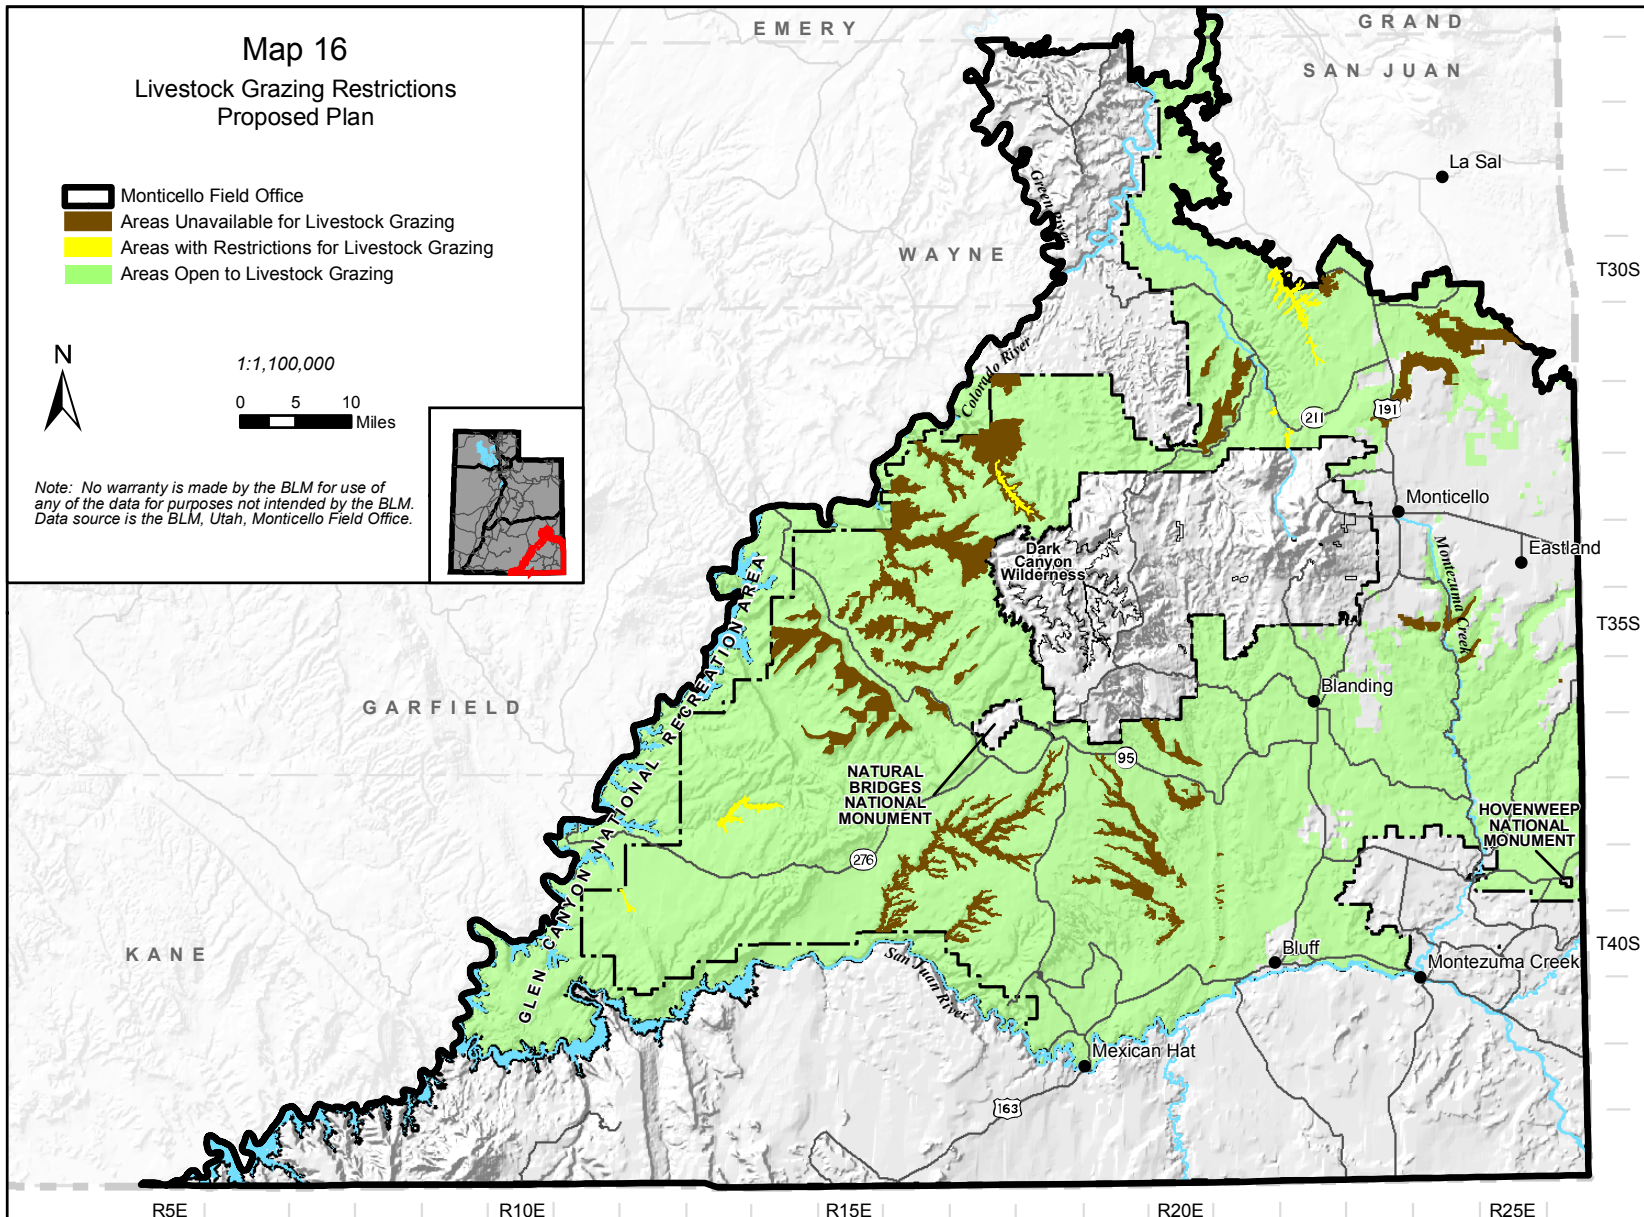 Map 16
Livestock Grazing Restrictions
Proposed Plan
Monticello Field Office
Areas Unavailable for Livestock Grazing
Areas with Restrictions for Livestock Grazing
Areas Open to Livestock Grazing
N
1:1,100,000
0 5 10
Miles
Note: No warranty is made by the BLM for use of
any of the data for purposes not intended by the BLM.
Data source is the BLM, Utah, Monticello Field Office.
EMERY
GRAND
SAN JUAN
La Sal
Green River
WAYNE
T30S
Colorado River
211
191
Monticello
Eastland
Dark
Canyon
Wilderness
Montezuma Creek
T35S
GARFIELD
Blanding
95
NATURAL
BRIDGES
NATIONAL
MONUMENT
HOVENWEEP
NATIONAL
MONUMENT
276
GLEN CANYON NATIONAL RECREATION AREA
KANE
T40S
Bluff
Montezuma Creek
San Juan River
Mexican Hat
163
R5E
R10E
R15E
R20E
R25E